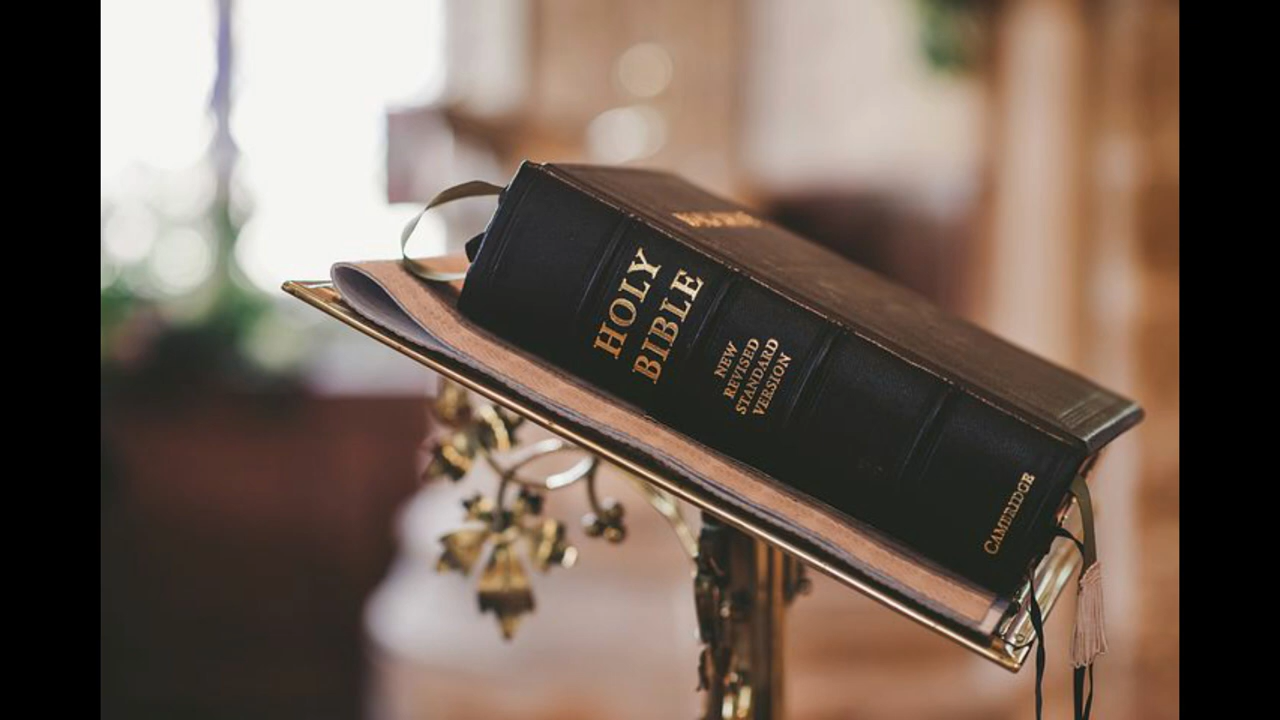 HOLY
BIBLE
NEW
REVISED
STANDARD
VERSION
CAMBRIDGE